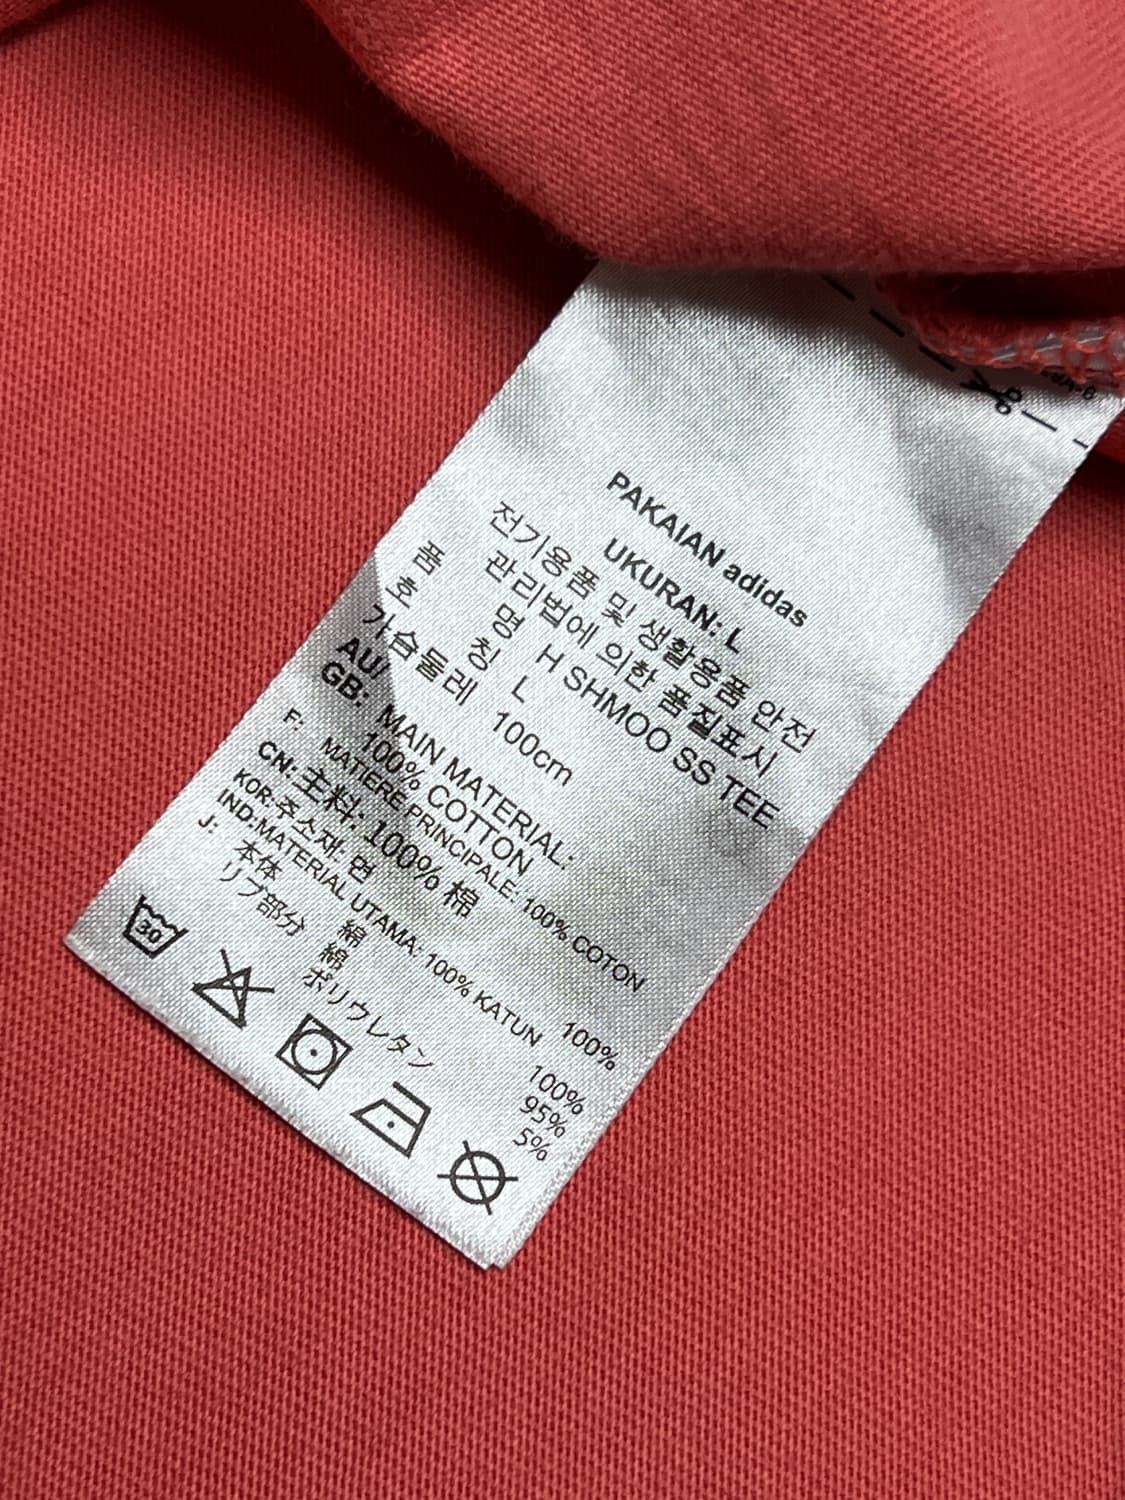 PAKAIAN adidas
UKURAN: L
전기용품 및 생활용품 안전
관리법에 의한 품질표시
품 명 H SHMOO SS TEE
호 칭 L
가슴둘레 100cm
AU/ MAIN MATERIAL:
GB: 100% COTTON
F: MATIERE PRINCIPALE: 100% COTON
CN: 主料: 100% 棉
KOR: 주소재: 면 100%
IND: MATERIAL UTAMA: 100% KATUN
J: 本体 綿 100%
リブ部分 綿 95%
ポリウレタン 5%
30